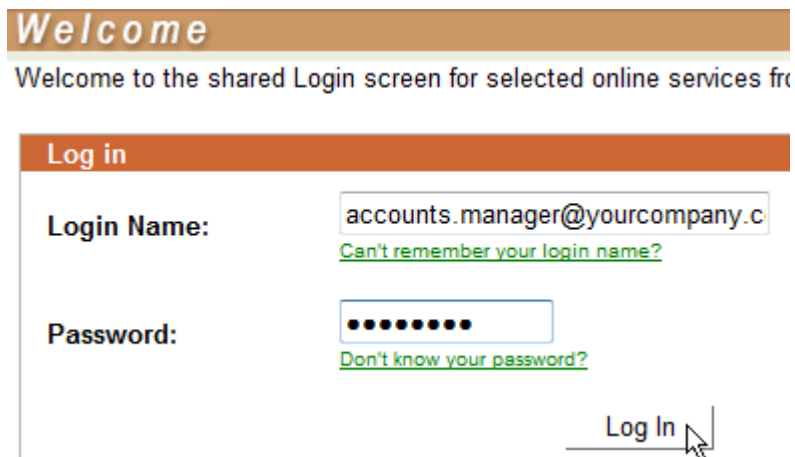 Welcome
Welcome to the shared Login screen for selected online services
Log in
Login Name:
accounts.manager@yourcompany.c
Can't remember your login name?
Password:
••••••••
Don't know your password?
Log In